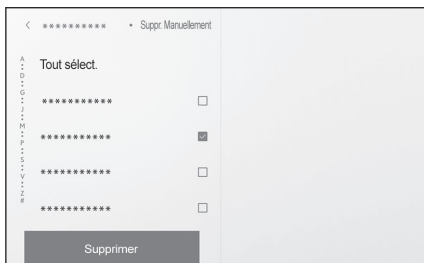 < ********** • Suppr. Manuellement
A
:
D
:
G
:
J
:
M
:
P
:
S
:
V
:
Z
#
Tout sélect.
***********
***********
***********
***********
Supprimer